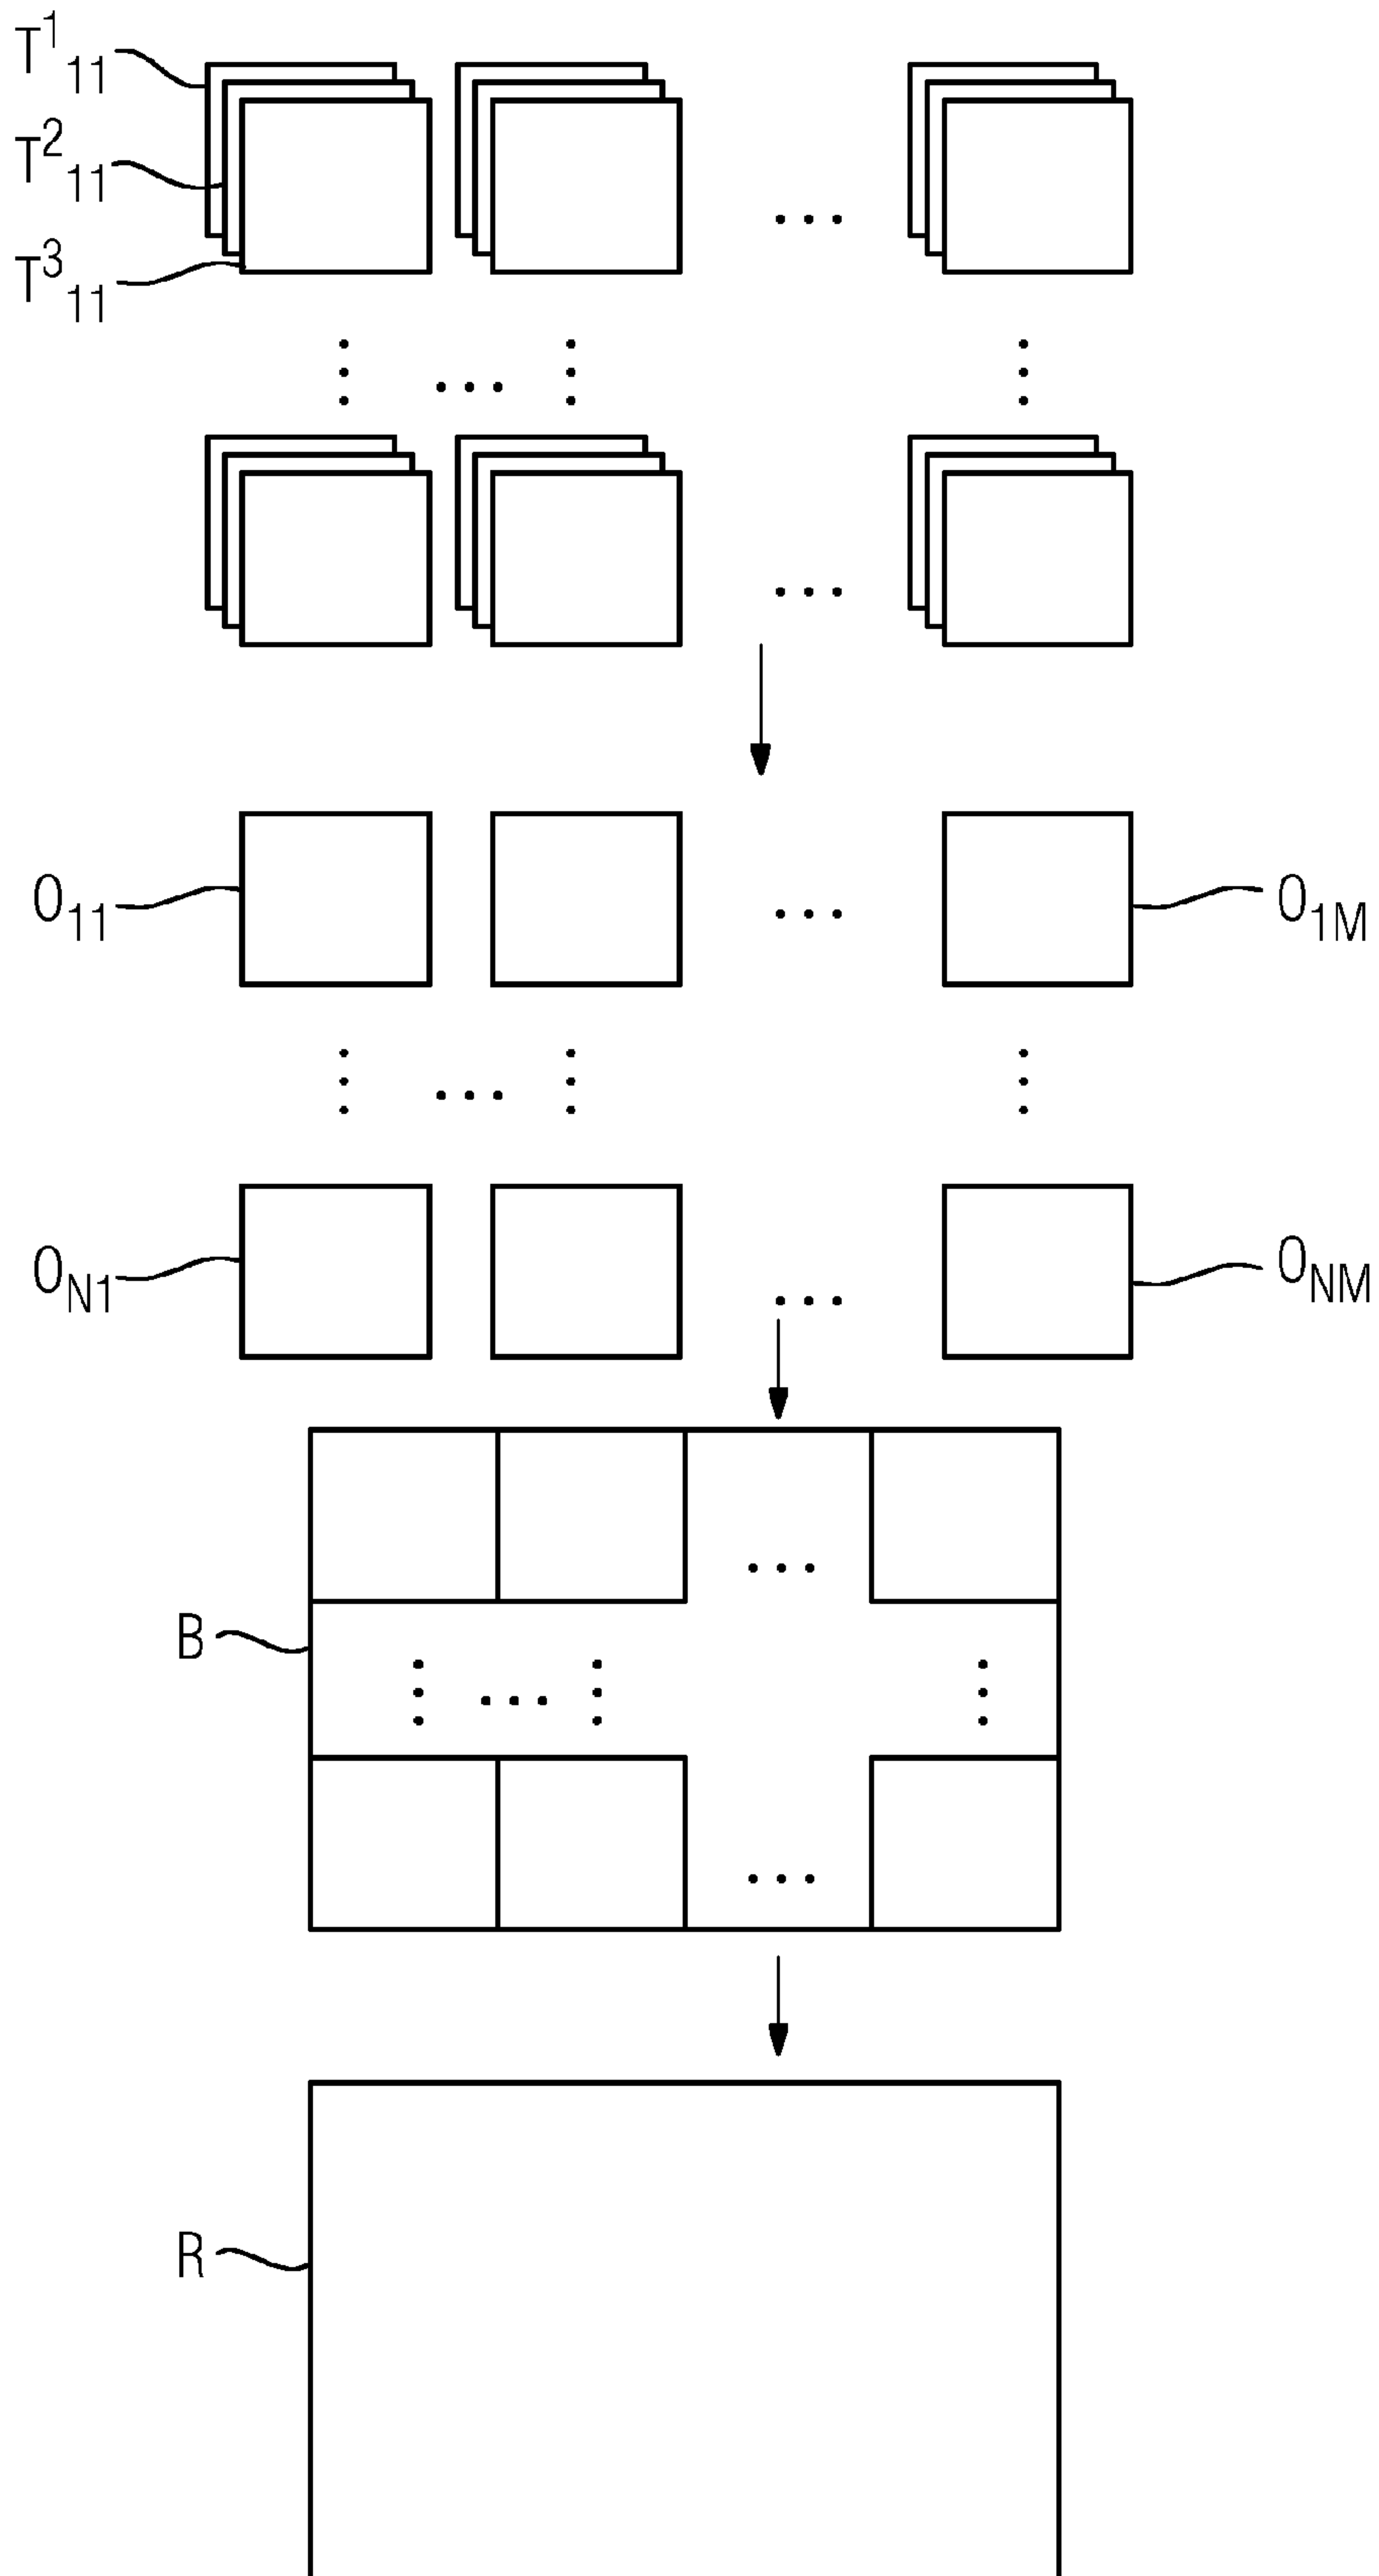 T¹₁₁
T²₁₁
T³₁₁
O₁₁
O₁M
O_N1
O_NM
B
R